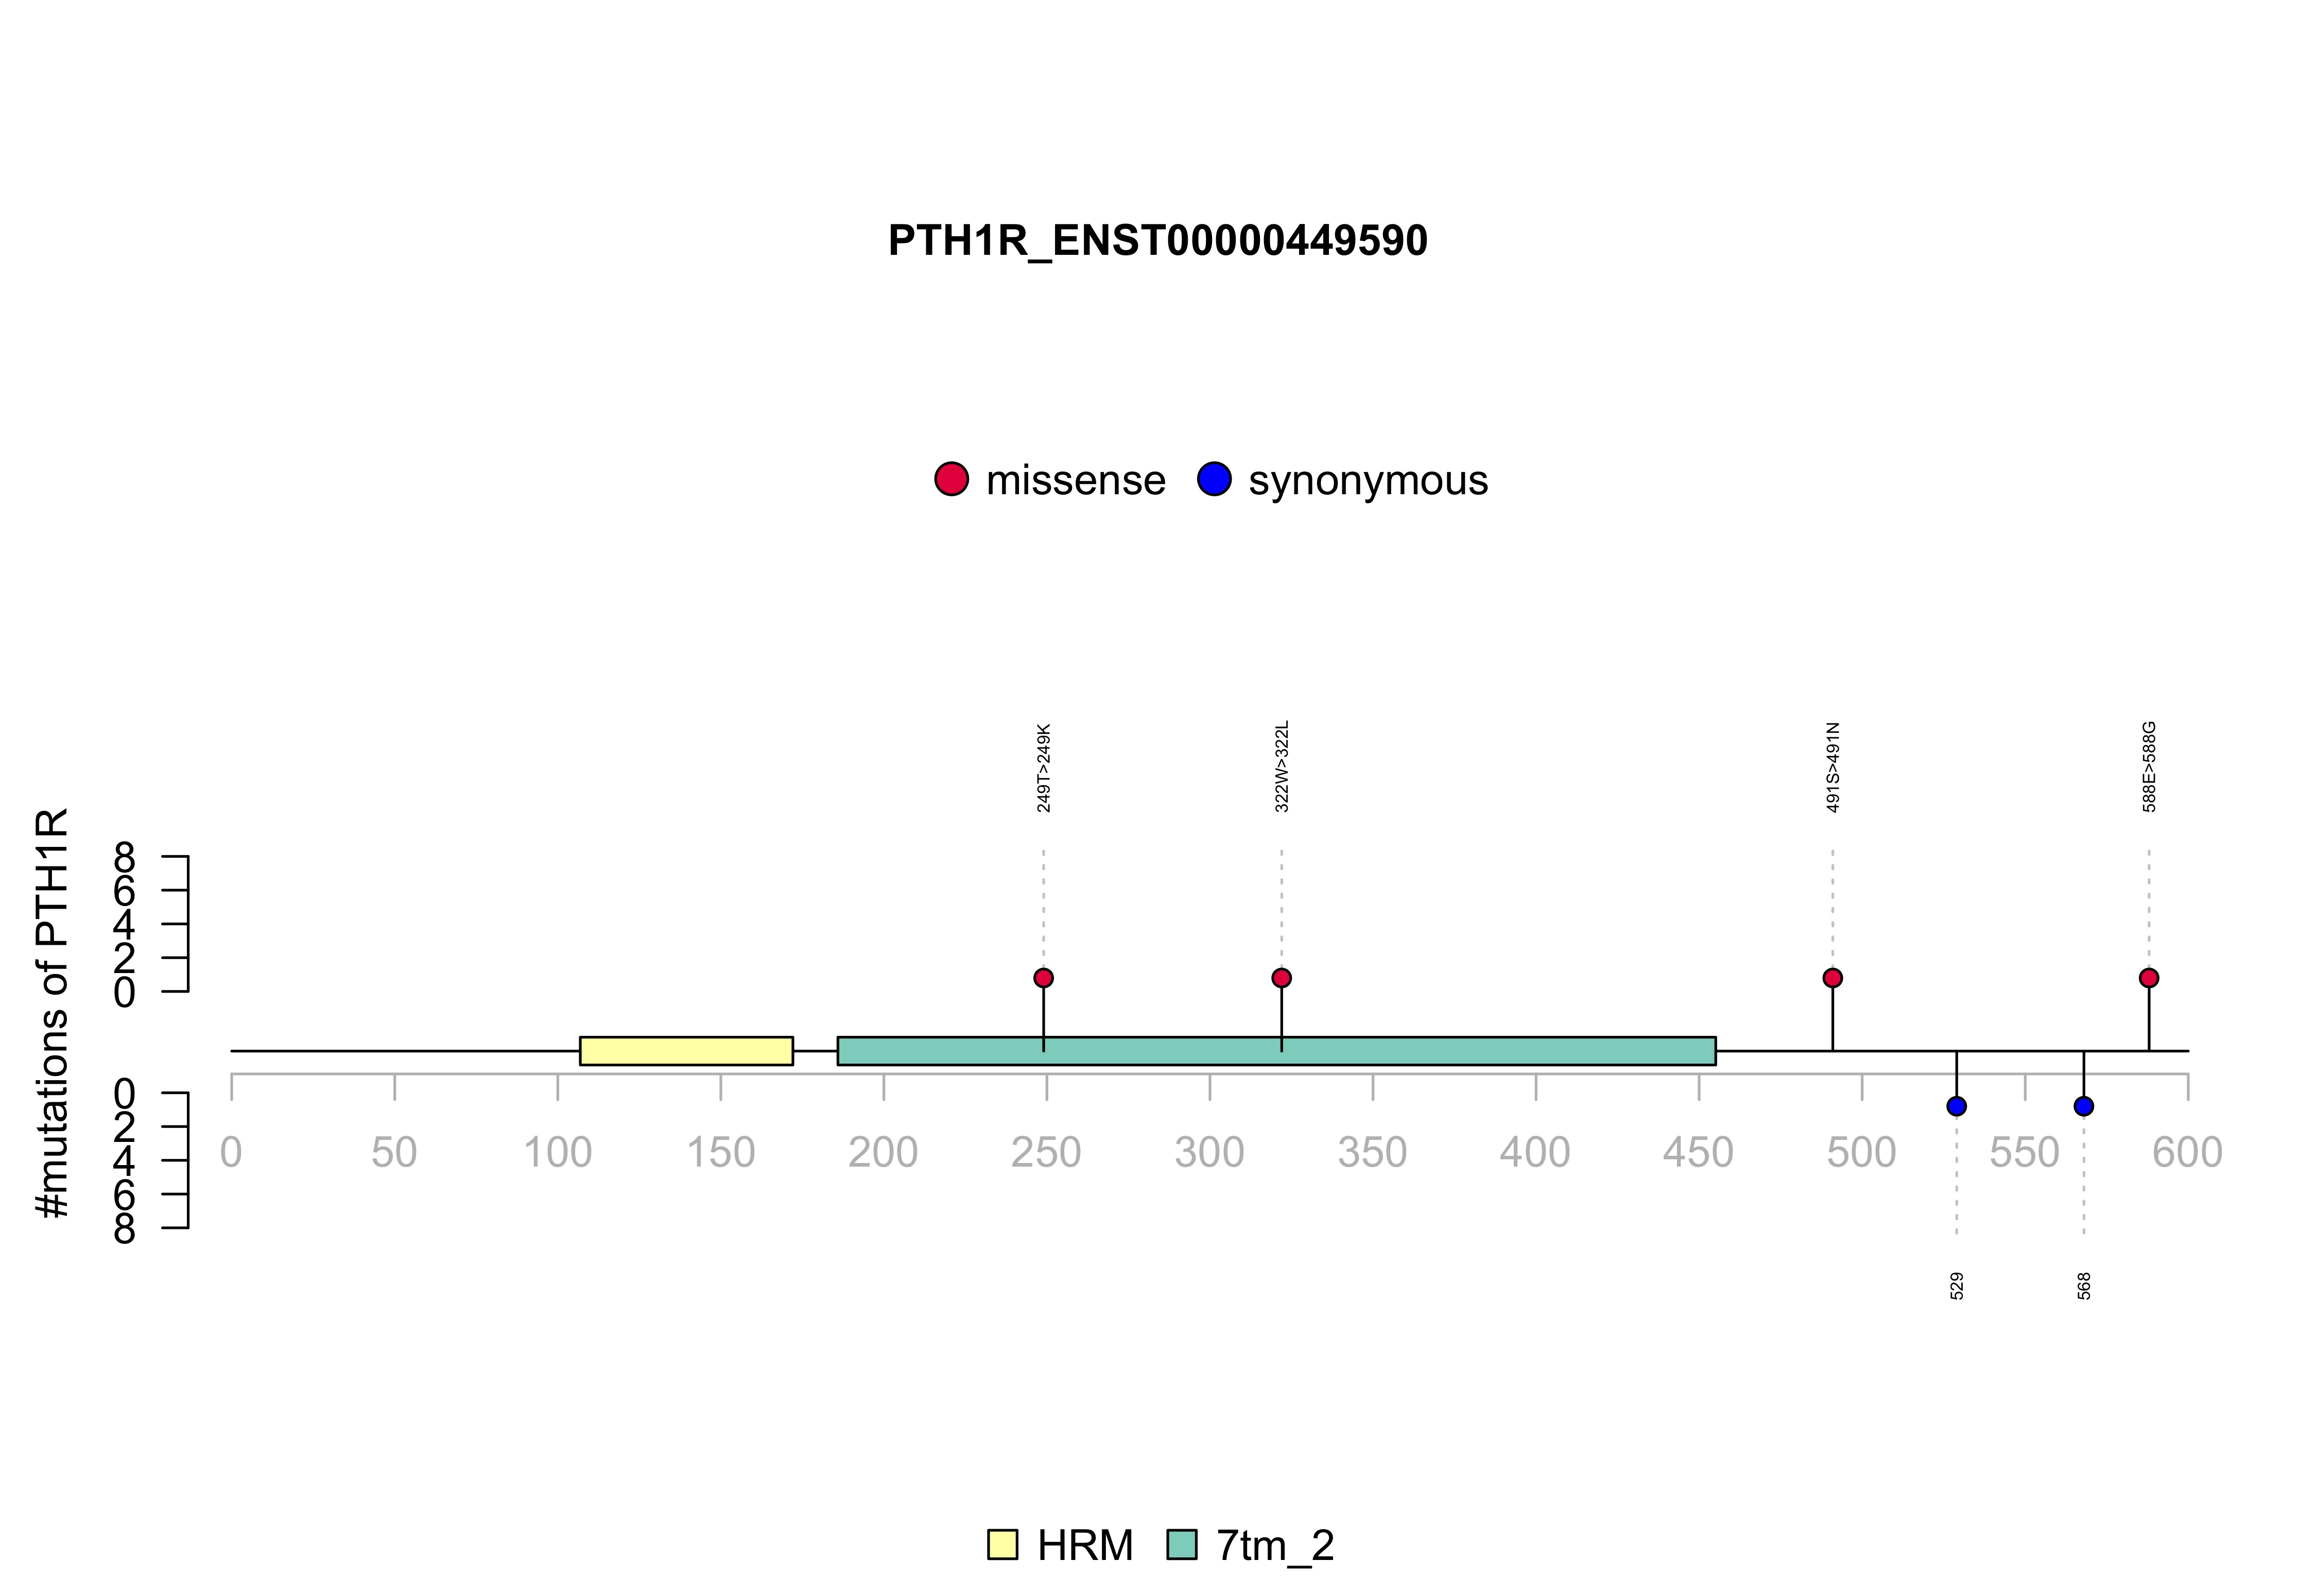 PTH1R_ENST00000449590
missense synonymous
249T>249K 322W>322L 491S>491N 588E>588G
#mutations of PTH1R
8
6
4
2
0
0
2
4
6
8
0 50 100 150 200 250 300 350 400 450 500 550 600
529 568
HRM 7tm_2